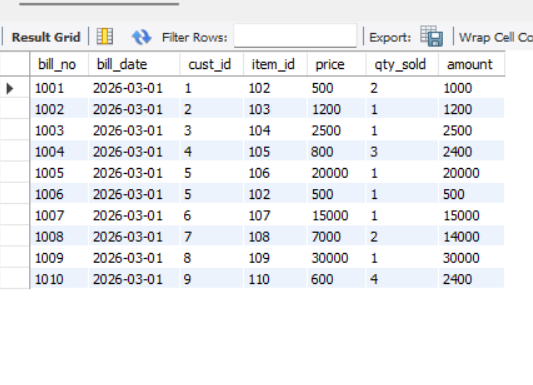 Result Grid Filter Rows: Export: Wrap Cell Co
bill_no bill_date cust_id item_id price qty_sold amount
1001 2026-03-01 1 102 500 2 1000
1002 2026-03-01 2 103 1200 1 1200
1003 2026-03-01 3 104 2500 1 2500
1004 2026-03-01 4 105 800 3 2400
1005 2026-03-01 5 106 20000 1 20000
1006 2026-03-01 5 102 500 1 500
1007 2026-03-01 6 107 15000 1 15000
1008 2026-03-01 7 108 7000 2 14000
1009 2026-03-01 8 109 30000 1 30000
1010 2026-03-01 9 110 600 4 2400